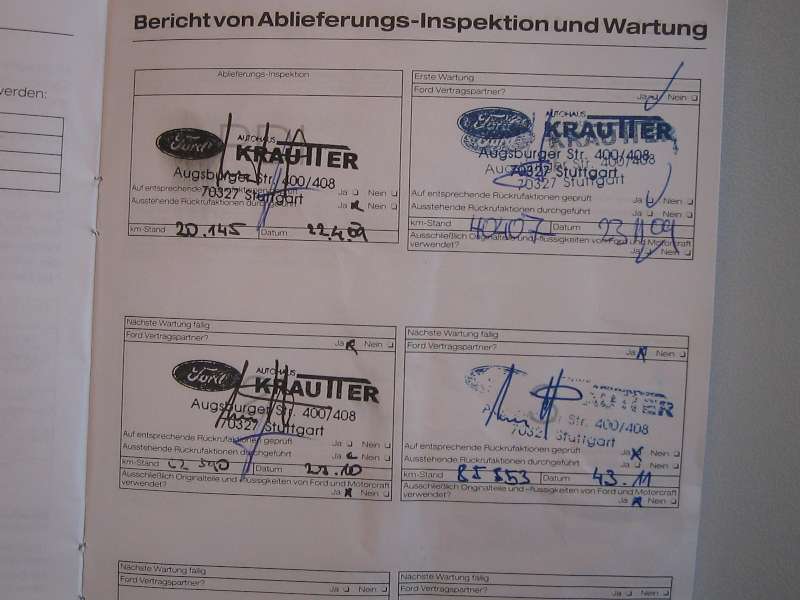 Bericht von Ablieferungs-Inspektion und Wartung
werden:
Ablieferungs-Inspektion
Ford
AUTOHAUS
KRAUTTER
Augsburger Str. 400/408
70327 Stuttgart
Auf entsprechende Rückrufaktionen geprüft Ja Nein
Ausstehende Rückrufaktionen durchgeführt Ja Nein
km-Stand 20.145 Datum 22.4.09
Erste Wartung
Ford Vertragspartner? Ja Nein
Ford
AUTOHAUS
KRAUTTER
Augsburger Str. 400/408
70327 Stuttgart
Auf entsprechende Rückrufaktionen geprüft Ja Nein
Ausstehende Rückrufaktionen durchgeführt Ja Nein
km-Stand 40407 Datum
Ausschließlich Originalteile und -flüssigkeiten von Ford und Motorcraft
verwendet? Ja Nein
Nächste Wartung fällig
Ford Vertragspartner? Ja Nein
Ford
AUTOHAUS
KRAUTTER
Augsburger Str. 400/408
70327 Stuttgart
Auf entsprechende Rückrufaktionen geprüft Ja Nein
Ausstehende Rückrufaktionen durchgeführt Ja Nein
km-Stand Datum
Ausschließlich Originalteile und -flüssigkeiten von Ford und Motorcraft
verwendet? Ja Nein
Nächste Wartung fällig
Ford Vertragspartner? Ja Nein
Str. 400/408
70327 Stuttgart
Auf entsprechende Rückrufaktionen geprüft Ja Nein
Ausstehende Rückrufaktionen durchgeführt Ja Nein
km-Stand 85 853 Datum 43.11
Ausschließlich Originalteile und -flüssigkeiten von Ford und Motorcraft
verwendet? Ja Nein
Nächste Wartung fällig
Ford Vertragspartner? Ja Nein
Nächste Wartung fällig
Ford Vertragspartner? Ja Nein